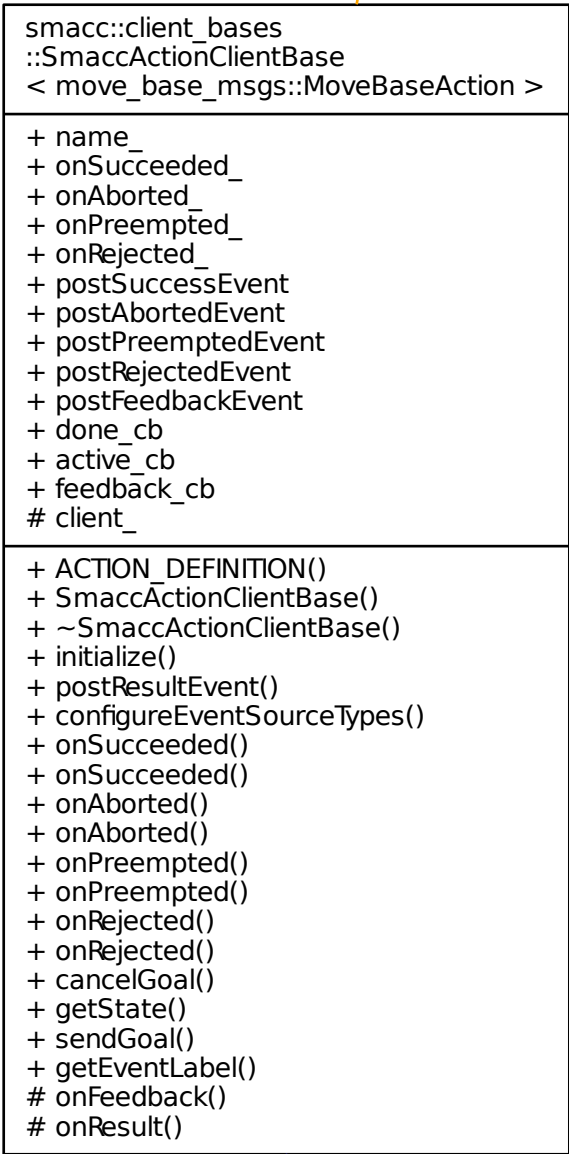 smacc::client_bases
::SmaccActionClientBase
< move_base_msgs::MoveBaseAction >
+ name_
+ onSucceeded_
+ onAborted_
+ onPreempted_
+ onRejected_
+ postSuccessEvent
+ postAbortedEvent
+ postPreemptedEvent
+ postRejectedEvent
+ postFeedbackEvent
+ done_cb
+ active_cb
+ feedback_cb
# client_
+ ACTION_DEFINITION()
+ SmaccActionClientBase()
+ ~SmaccActionClientBase()
+ initialize()
+ postResultEvent()
+ configureEventSourceTypes()
+ onSucceeded()
+ onSucceeded()
+ onAborted()
+ onAborted()
+ onPreempted()
+ onPreempted()
+ onRejected()
+ onRejected()
+ cancelGoal()
+ getState()
+ sendGoal()
+ getEventLabel()
# onFeedback()
# onResult()